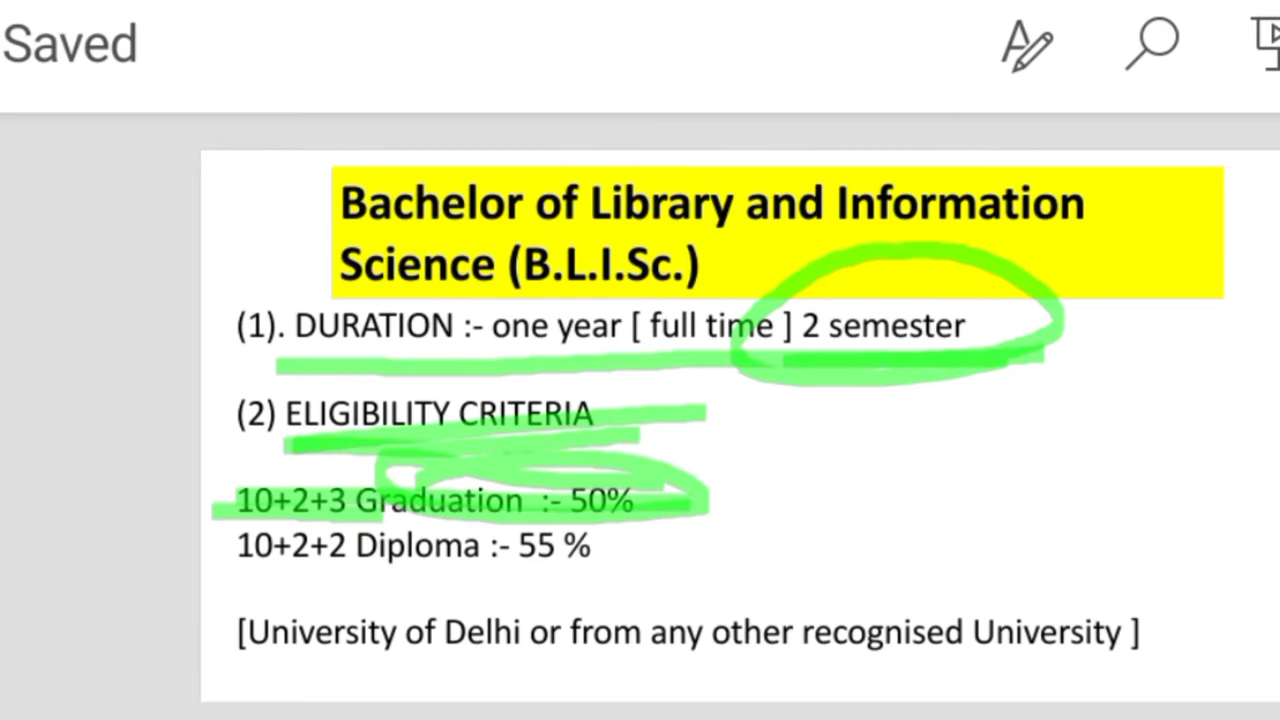 Saved
Bachelor of Library and Information
Science (B.L.I.Sc.)
(1). DURATION :- one year [ full time ] 2 semester
(2) ELIGIBILITY CRITERIA
10+2+3 Graduation :- 50%
10+2+2 Diploma :- 55 %
[University of Delhi or from any other recognised University ]